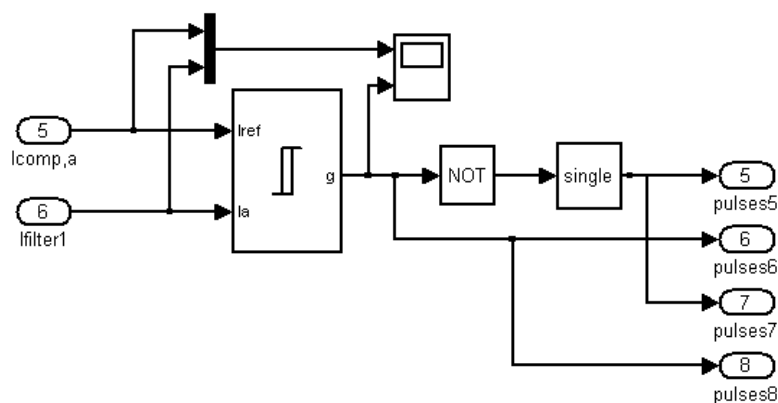 5
Icomp,a
6
Ifilter1
Iref
Ia
g
NOT
single
5
pulses5
6
pulses6
7
pulses7
8
pulses8